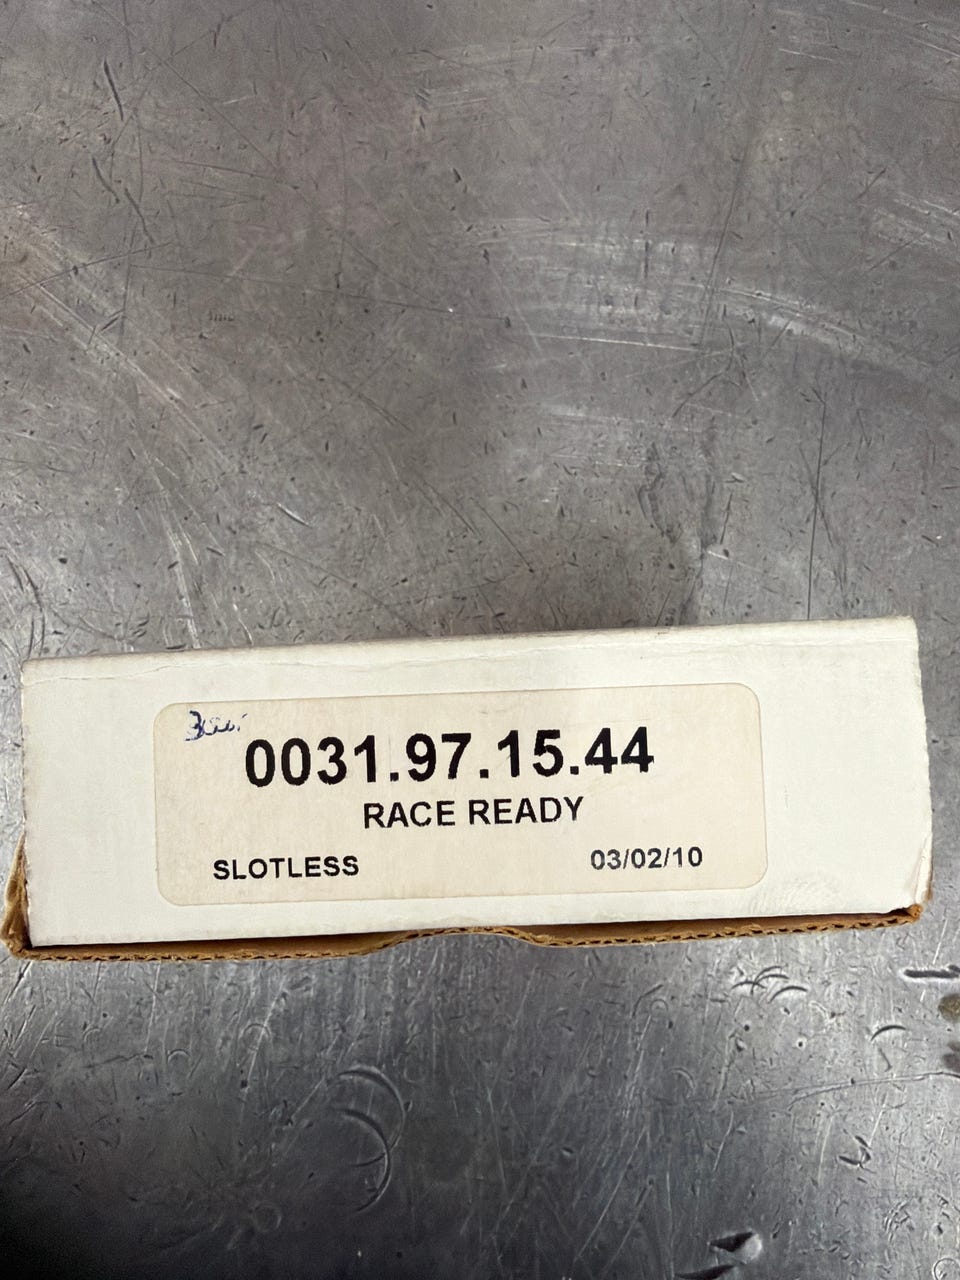 0031.97.15.44
RACE READY
SLOTLESS 03/02/10